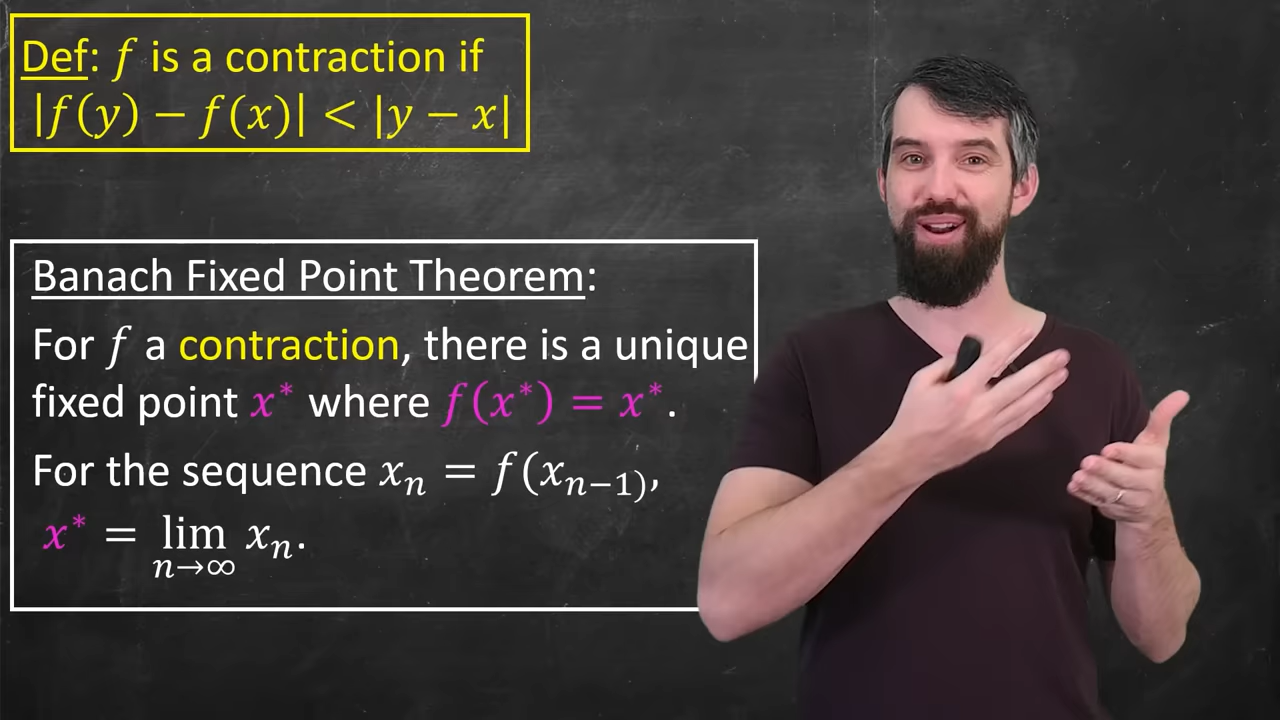 Def: f is a contraction if
|f(y) − f(x)| < |y − x|
Banach Fixed Point Theorem:
For f a contraction, there is a unique
fixed point x* where f(x*) = x*.
For the sequence xₙ = f(xₙ₋₁),
x* = lim xₙ.
n→∞